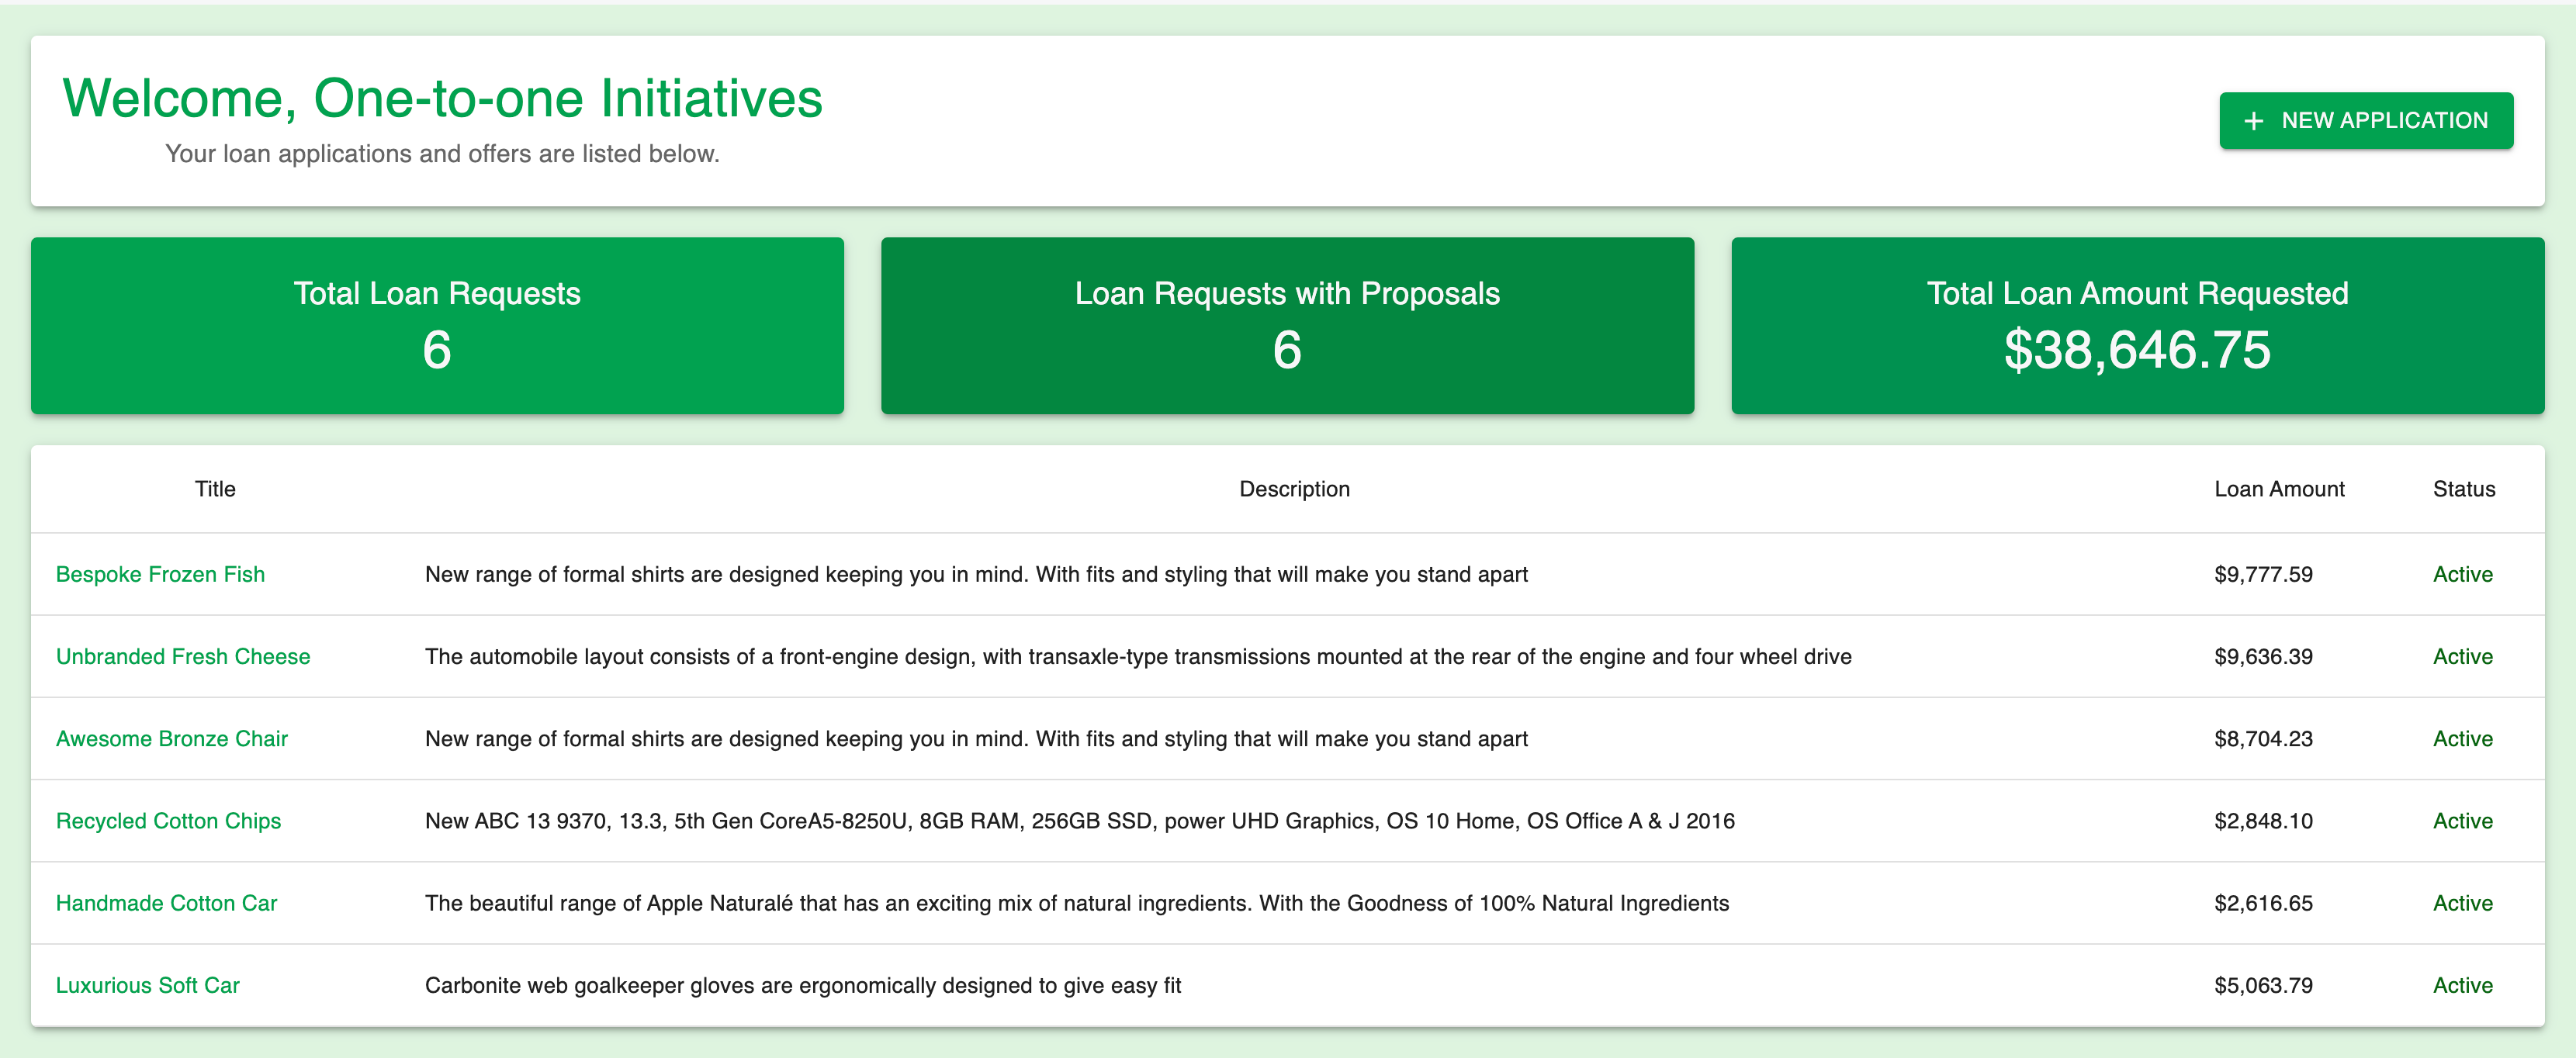 Welcome, One-to-one Initiatives
Your loan applications and offers are listed below.
+ NEW APPLICATION
Total Loan Requests
6
Loan Requests with Proposals
6
Total Loan Amount Requested
$38,646.75
Title Description Loan Amount Status
Bespoke Frozen Fish New range of formal shirts are designed keeping you in mind. With fits and styling that will make you stand apart $9,777.59 Active
Unbranded Fresh Cheese The automobile layout consists of a front-engine design, with transaxle-type transmissions mounted at the rear of the engine and four wheel drive $9,636.39 Active
Awesome Bronze Chair New range of formal shirts are designed keeping you in mind. With fits and styling that will make you stand apart $8,704.23 Active
Recycled Cotton Chips New ABC 13 9370, 13.3, 5th Gen CoreA5-8250U, 8GB RAM, 256GB SSD, power UHD Graphics, OS 10 Home, OS Office A & J 2016 $2,848.10 Active
Handmade Cotton Car The beautiful range of Apple Naturalé that has an exciting mix of natural ingredients. With the Goodness of 100% Natural Ingredients $2,616.65 Active
Luxurious Soft Car Carbonite web goalkeeper gloves are ergonomically designed to give easy fit $5,063.79 Active